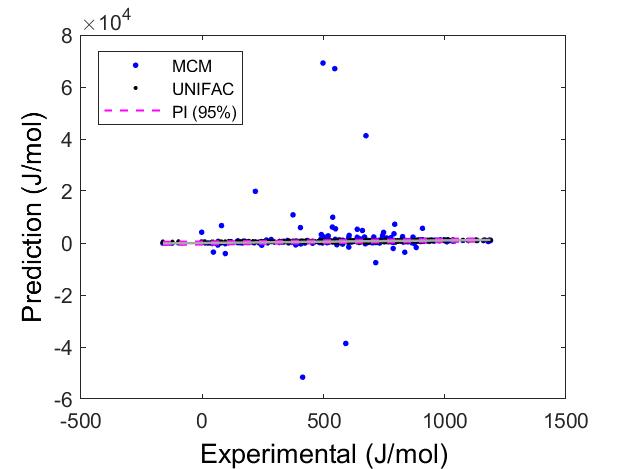 ×10⁴
8
6
4
2
0
-2
-4
-6
MCM
UNIFAC
PI (95%)
Prediction (J/mol)
-500
0
500
1000
1500
Experimental (J/mol)